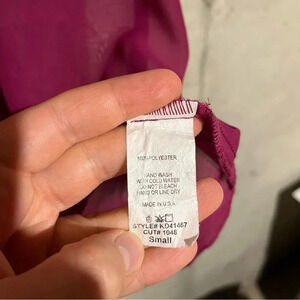 100% POLYESTER
HAND WASH
WITH COLD WATER
DO NOT BLEACH
HANG OR LINE DRY
MADE IN U.S.A.
STYLE# KD41467
CUT# 1046
Small